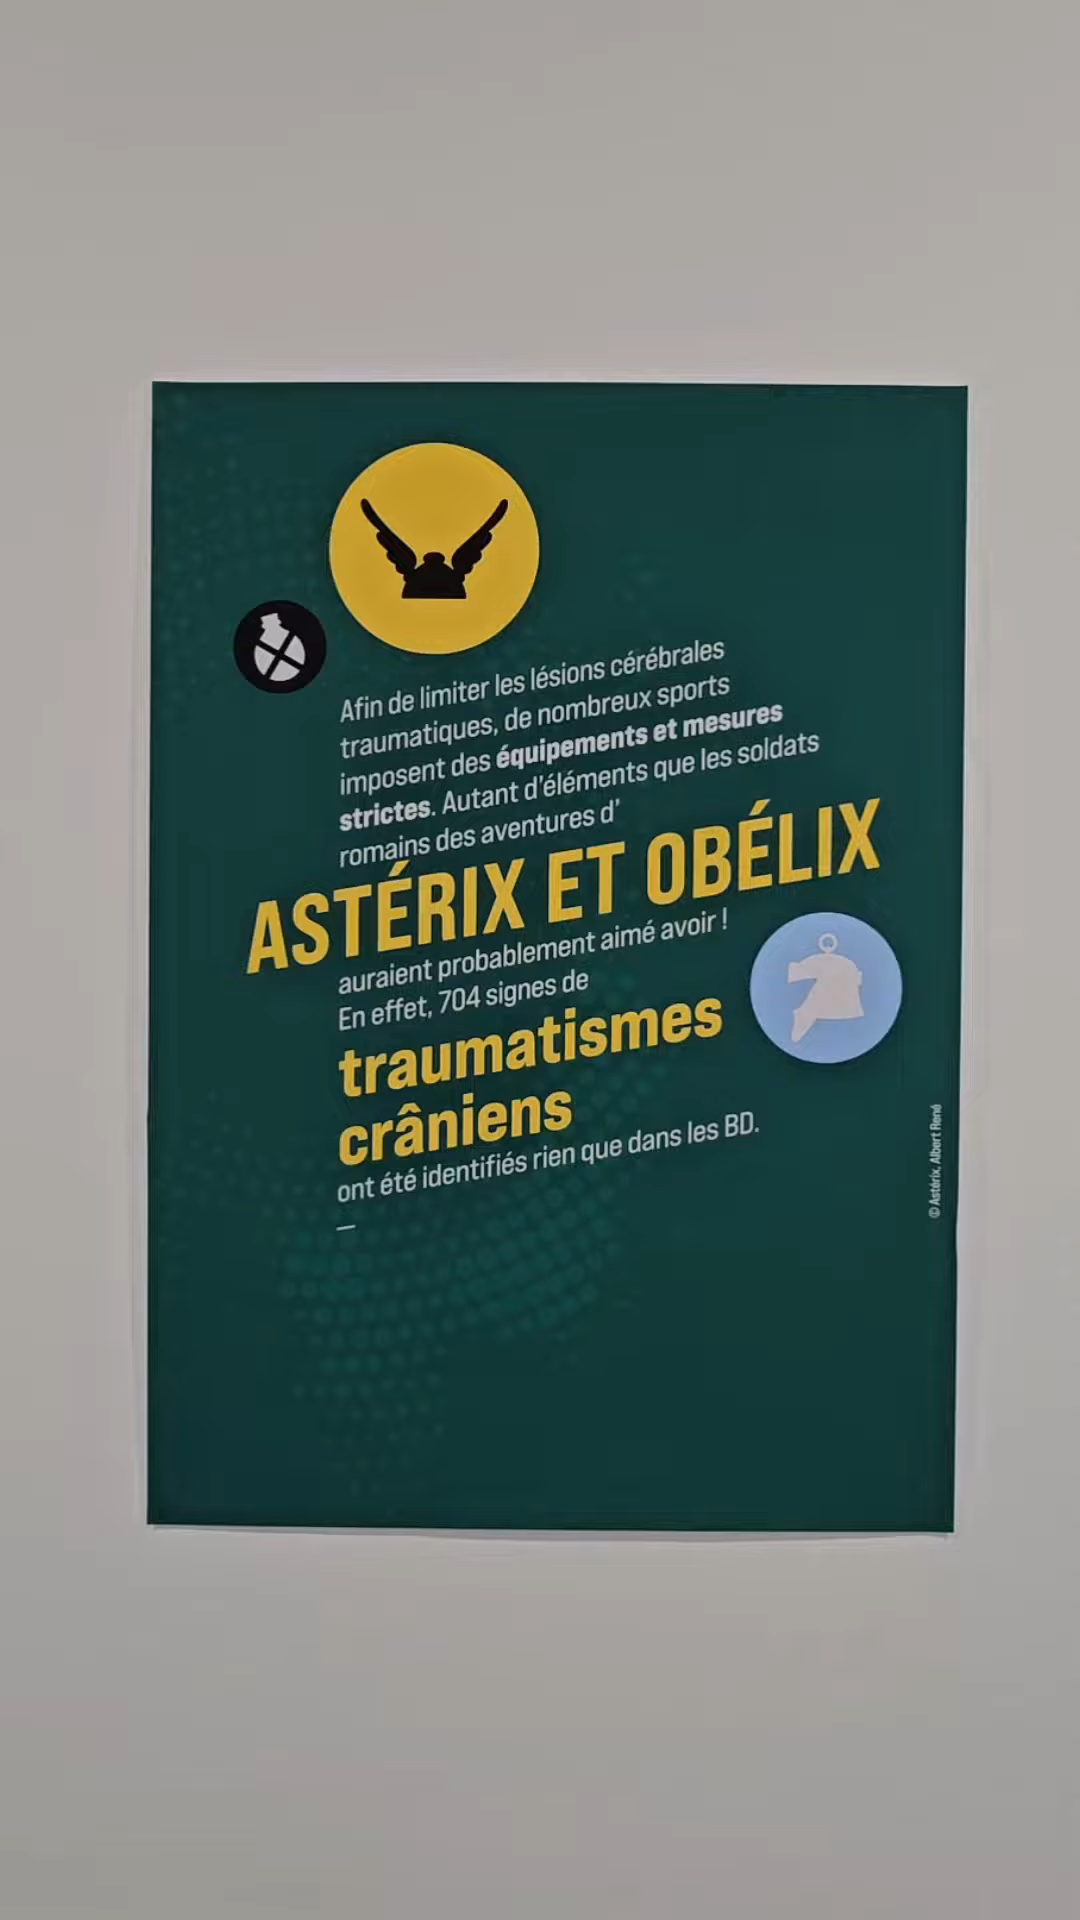 Afin de limiter les lésions cérébrales
traumatiques, de nombreux sports
imposent des équipements et mesures
strictes. Autant d'éléments que les soldats
romains des aventures d'
ASTÉRIX ET OBÉLIX
auraient probablement aimé avoir !
En effet, 704 signes de
traumatismes
crâniens
ont été identifiés rien que dans les BD.
—
© Astérix, Albert René